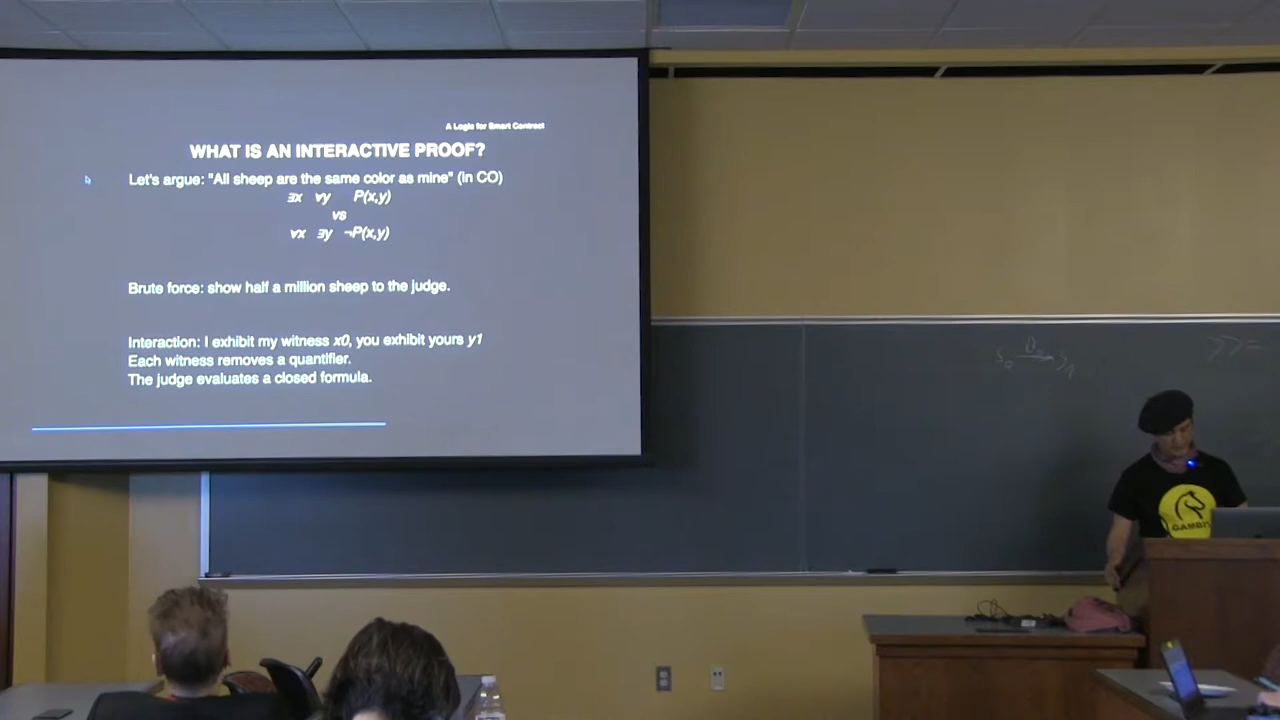 A Logic for Smart Contract
WHAT IS AN INTERACTIVE PROOF?
Let's argue: "All sheep are the same color as mine" (in CO)
∃x ∀y P(x,y)
vs
∀x ∃y ¬P(x,y)
Brute force: show half a million sheep to the judge.
Interaction: I exhibit my witness x0, you exhibit yours y1
Each witness removes a quantifier.
The judge evaluates a closed formula.
GAMBIT